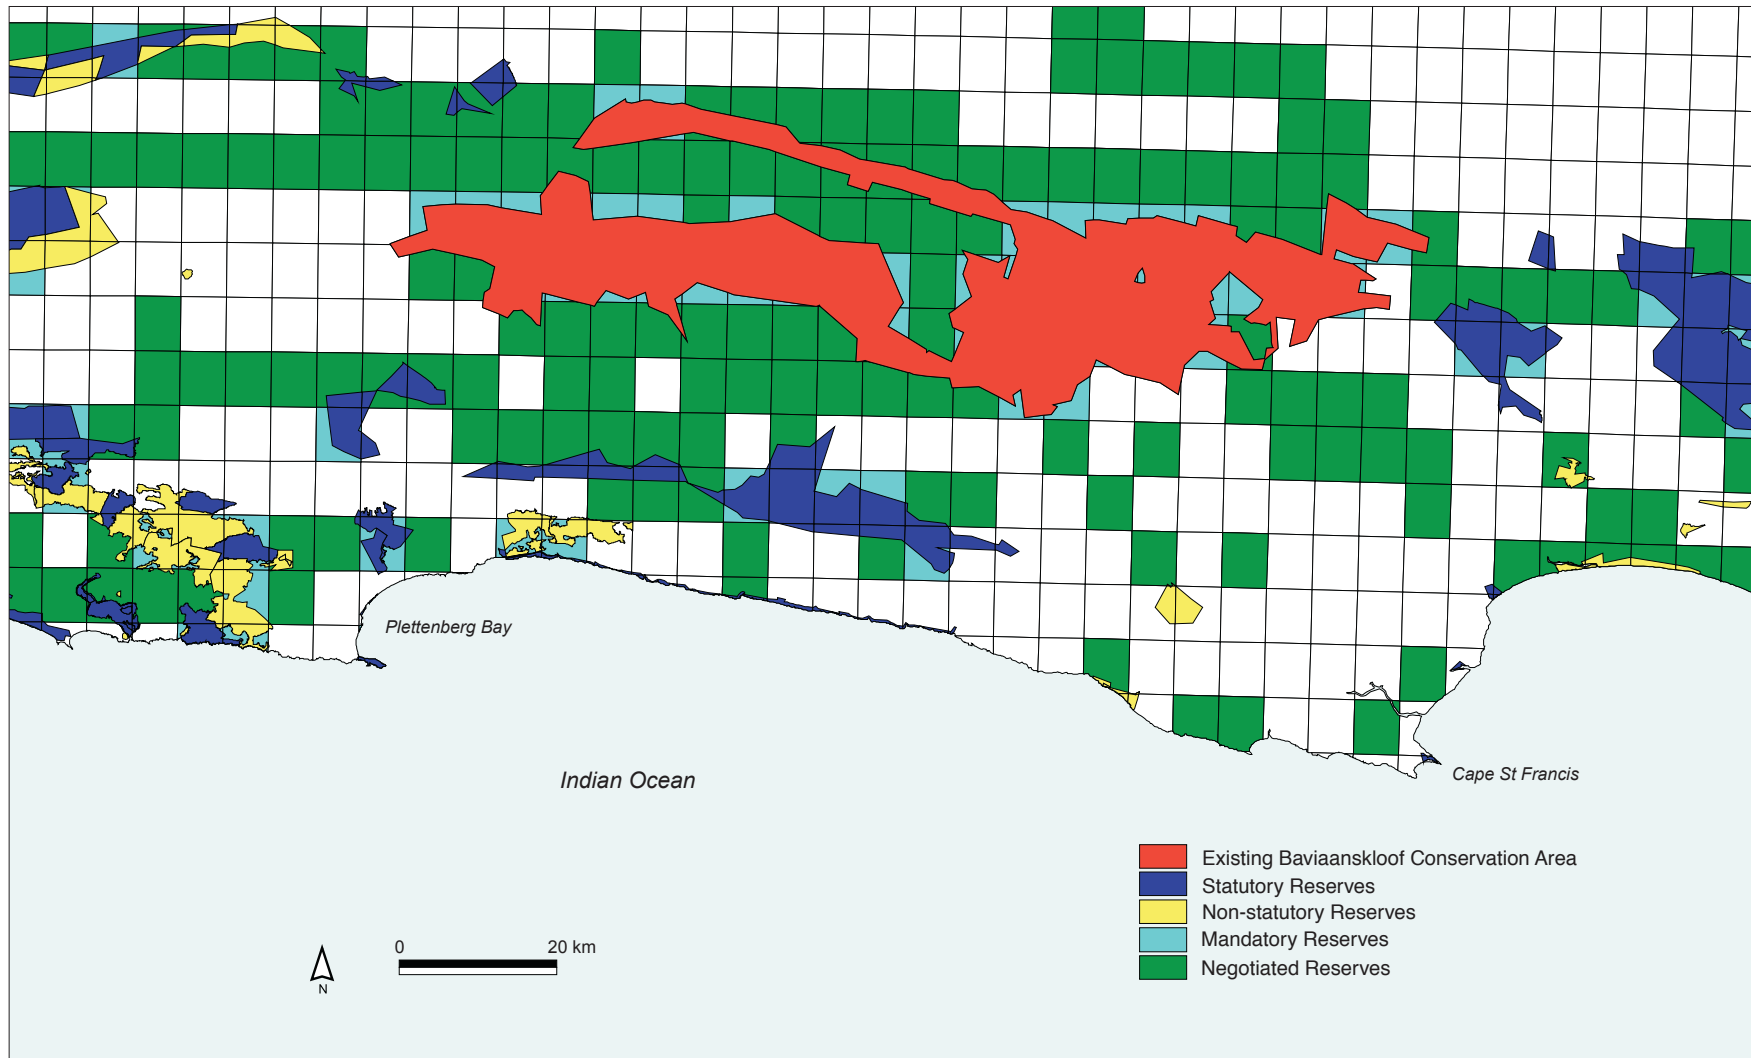 Plettenberg Bay
Indian Ocean
Cape St Francis
Existing Baviaanskloof Conservation Area
Statutory Reserves
Non-statutory Reserves
Mandatory Reserves
Negotiated Reserves
0 20 km
N